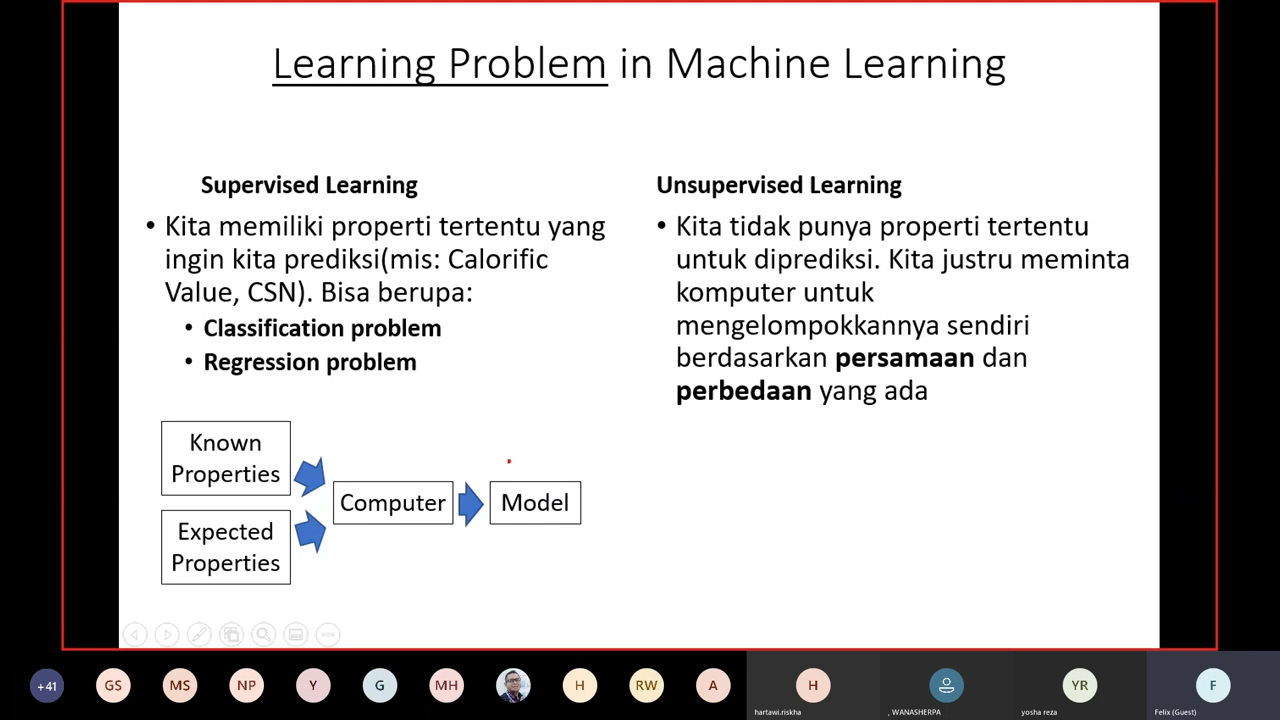 Learning Problem in Machine Learning
Supervised Learning
• Kita memiliki properti tertentu yang
ingin kita prediksi(mis: Calorific
Value, CSN). Bisa berupa:
• Classification problem
• Regression problem
Known
Properties
Expected
Properties
Computer
Model
Unsupervised Learning
• Kita tidak punya properti tertentu
untuk diprediksi. Kita justru meminta
komputer untuk
mengelompokkannya sendiri
berdasarkan persamaan dan
perbedaan yang ada
+41
GS
MS
NP
Y
G
MH
H
RW
A
H
hartawi.riskha
, WANASHERPA
YR
yosha reza
F
Felix (Guest)